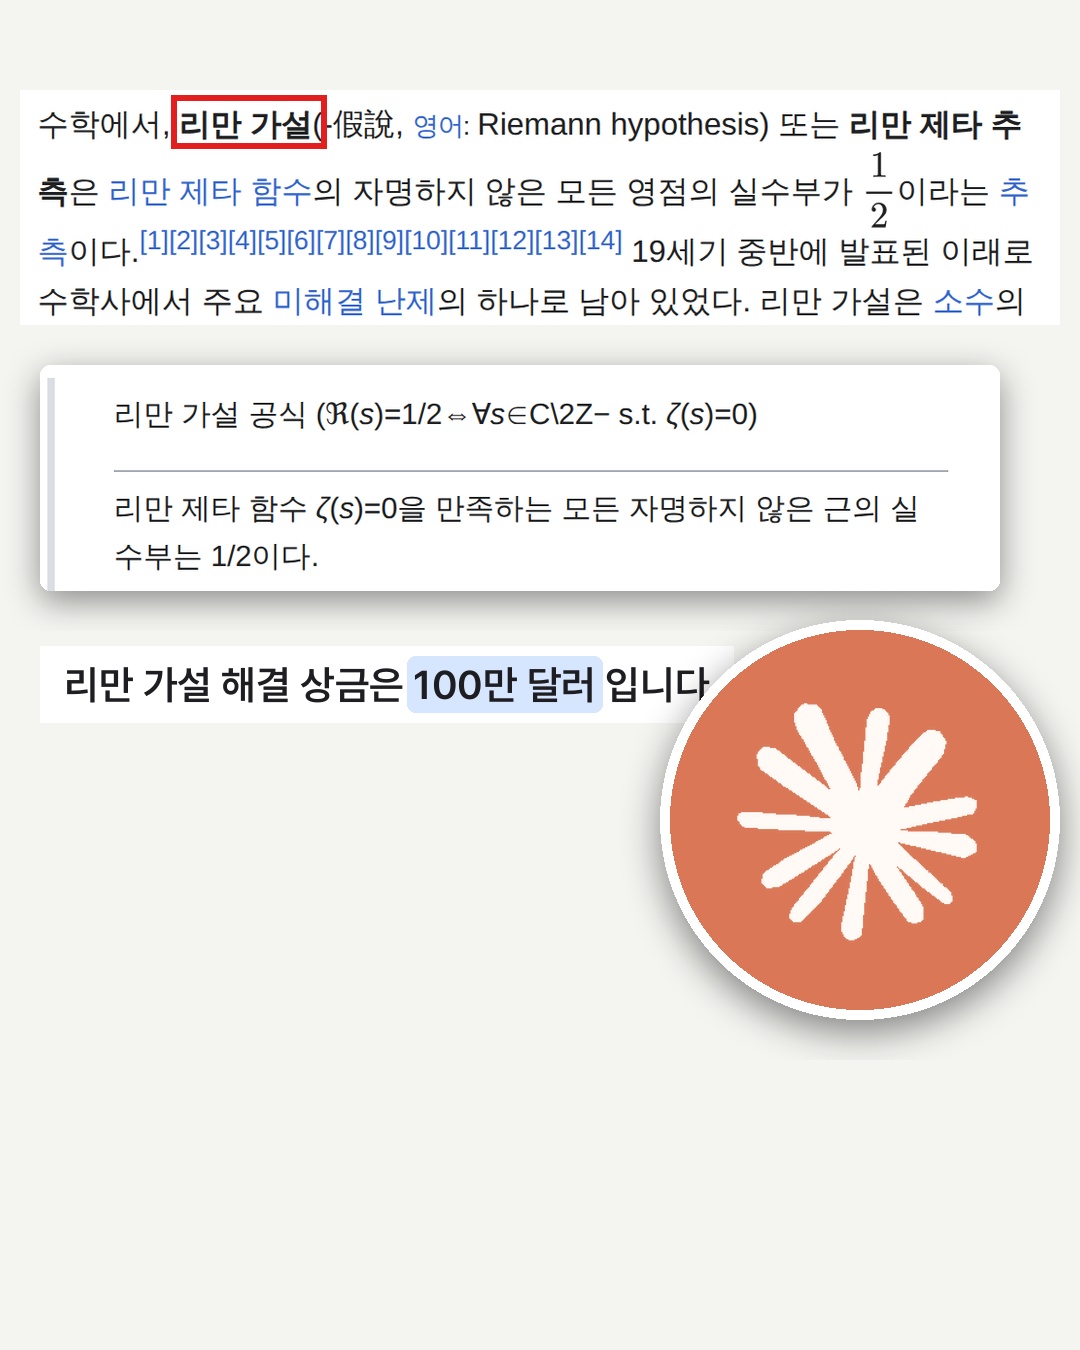 수학에서, 리만 가설(-假說, 영어: Riemann hypothesis) 또는 리만 제타 추
측은 리만 제타 함수의 자명하지 않은 모든 영점의 실수부가 1/2이라는 추
측이다.[1][2][3][4][5][6][7][8][9][10][11][12][13][14] 19세기 중반에 발표된 이래로
수학사에서 주요 미해결 난제의 하나로 남아 있었다. 리만 가설은 소수의
리만 가설 공식 (ℜ(s)=1/2⇔∀s∈C\2Z− s.t. ζ(s)=0)
리만 제타 함수 ζ(s)=0을 만족하는 모든 자명하지 않은 근의 실
수부는 1/2이다.
리만 가설 해결 상금은 100만 달러 입니다